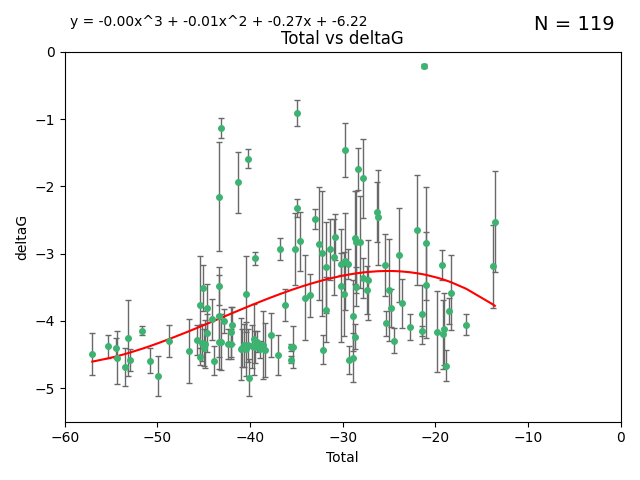 y = -0.00x^3 + -0.01x^2 + -0.27x + -6.22
N = 119
Total vs deltaG
0
−1
−2
−3
−4
−5
deltaG
−60 −50 −40 −30 −20 −10 0
Total